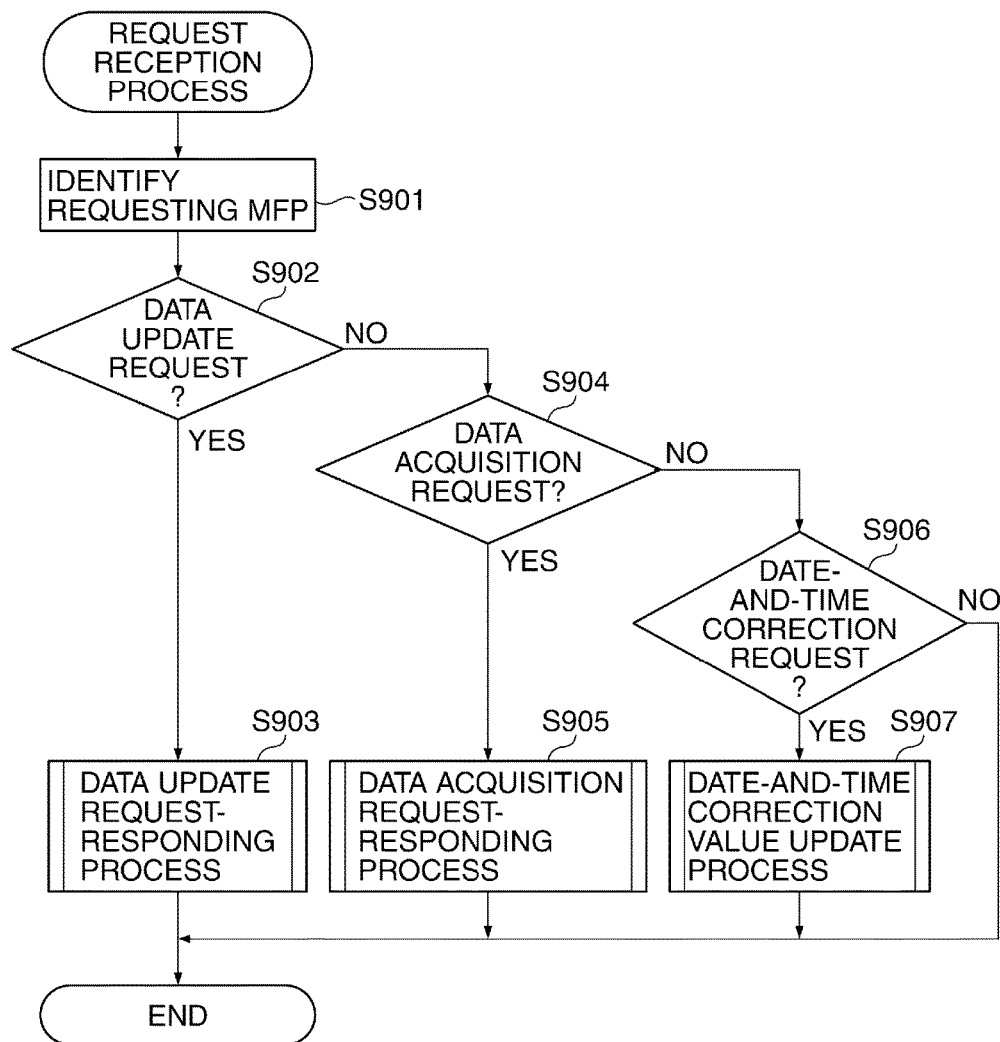 REQUEST
RECEPTION
PROCESS
IDENTIFY
REQUESTING MFP
S901
S902
DATA
UPDATE
REQUEST
?
NO
YES
S904
DATA
ACQUISITION
REQUEST?
NO
YES
S906
DATE-
AND-TIME
CORRECTION
REQUEST
?
NO
YES
S903
DATA UPDATE
REQUEST-
RESPONDING
PROCESS
S905
DATA ACQUISITION
REQUEST-
RESPONDING
PROCESS
S907
DATE-AND-TIME
CORRECTION
VALUE UPDATE
PROCESS
END